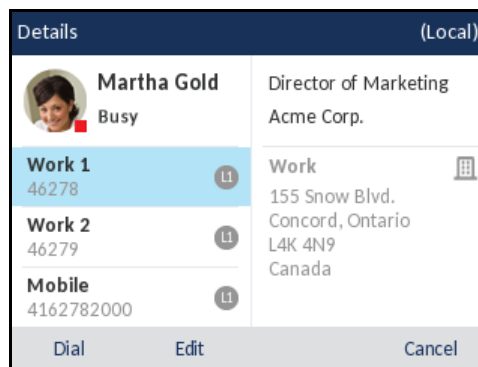 Details (Local)
Martha Gold
Busy
Work 1
46278
L1
Work 2
46279
L1
Mobile
4162782000
L1
Director of Marketing
Acme Corp.
Work
155 Snow Blvd.
Concord, Ontario
L4K 4N9
Canada
Dial Edit Cancel